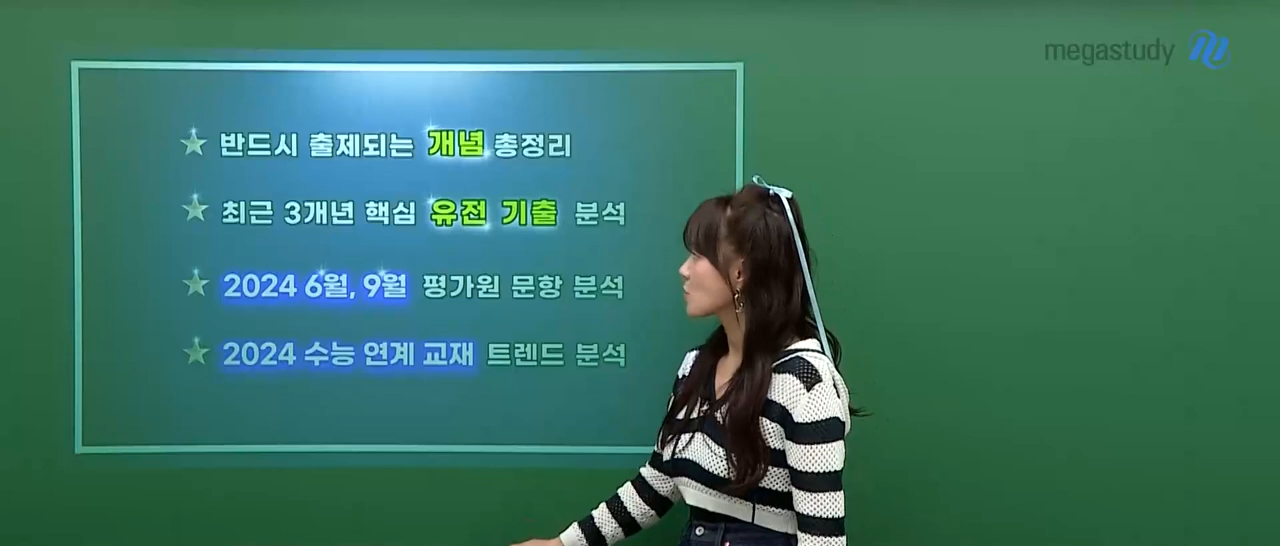 megastudy
반드시 출제되는 개념 총정리
최근 3개년 핵심 유전 기출 분석
2024 6월, 9월 평가원 문항 분석
2024 수능 연계 교재 트렌드 분석